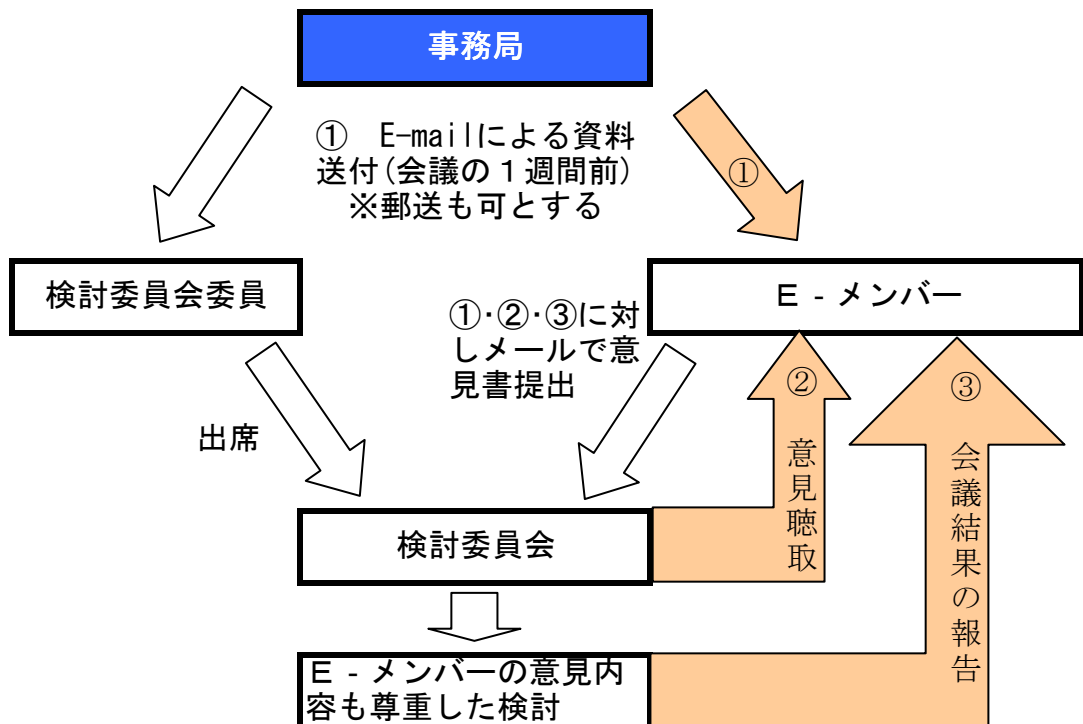 事務局
①　E-mailによる資料
送付(会議の１週間前)
※郵送も可とする
①
検討委員会委員
Ｅ‐メンバー
①・②・③に対
しメールで意
見書提出
出席
②
意見聴取
③
会議結果の報告
検討委員会
Ｅ‐メンバーの意見内
容も尊重した検討